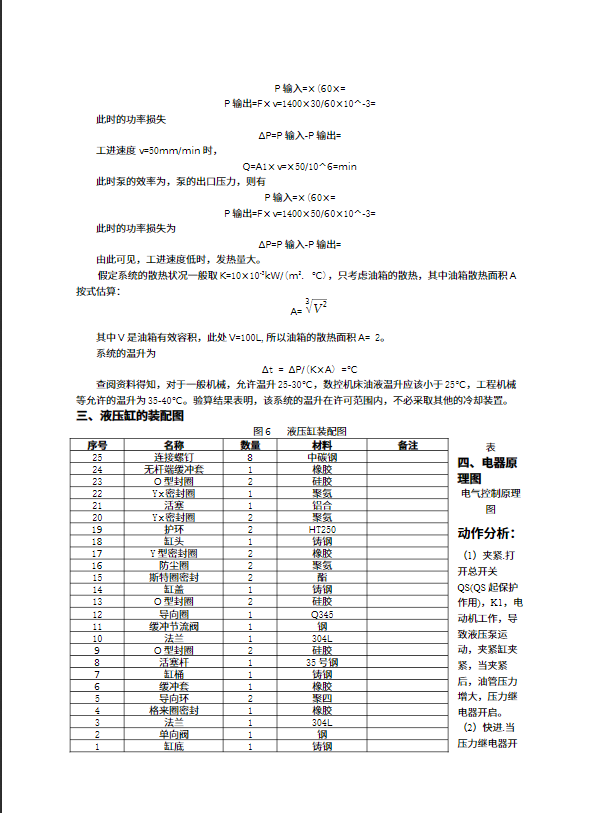 P 输入=×(60×=
P 输出=F×v=1400×30/60×10^-3=
此时的功率损失
ΔP=P 输入-P 输出=
工进速度 v=50mm/min 时，
Q=A1×v=×50/10^6=min
此时泵的效率为，泵的出口压力，则有
P 输入=×(60×=
P 输出=F×v=1400×50/60×10^-3=
此时的功率损失为
ΔP=P 输入-P 输出=
由此可见，工进速度低时，发热量大。
假定系统的散热状况一般取 K=10×10⁻³kW/(m². °C)，只考虑油箱的散热，其中油箱散热面积 A
按式估算：
A= ∛V²
其中 V 是油箱有效容积，此处 V=100L, 所以油箱的散热面积 A= 2。
系统的温升为
Δt = ΔP/(K×A) =°C
查阅资料得知，对于一般机械，允许温升 25-30°C，数控机床油液温升应该小于 25°C，工程机械
等允许的温升为 35-40°C。验算结果表明，该系统的温升在许可范围内，不必采取其他的冷却装置。
三、液压缸的装配图
图 6 液压缸装配图
序号 名称 数量 材料 备注
25 连接螺钉 8 中碳钢
24 无杆端缓冲套 1 橡胶
23 O 型封圈 2 硅胶
22 Yx 密封圈 1 聚氨
21 活塞 1 铝合
20 Yx 密封圈 2 聚氨
19 护环 2 HT250
18 缸头 1 铸钢
17 Y 型密封圈 2 橡胶
16 防尘圈 2 聚氨
15 斯特圈密封 2 酯
14 缸盖 1 铸钢
13 O 型封圈 2 硅胶
12 导向圈 1 Q345
11 缓冲节流阀 1 钢
10 法兰 1 304L
9 O 型封圈 2 硅胶
8 活塞杆 1 35 号钢
7 缸桶 1 铸钢
6 缓冲套 1 橡胶
5 导向环 2 聚四
4 格来圈密封 1 橡胶
3 法兰 1 304L
2 单向阀 1 钢
1 缸底 1 铸钢
表
四、电器原
理图
电气控制原理
图
动作分析：
（1）夹紧.打
开总开关
QS(QS 起保护
作用)，K1，电
动机工作，导
致液压泵运
动，夹紧缸夹
紧，当夹紧
后，油管压力
增大，压力继
电器开启。
（2）快进.当
压力继电器开